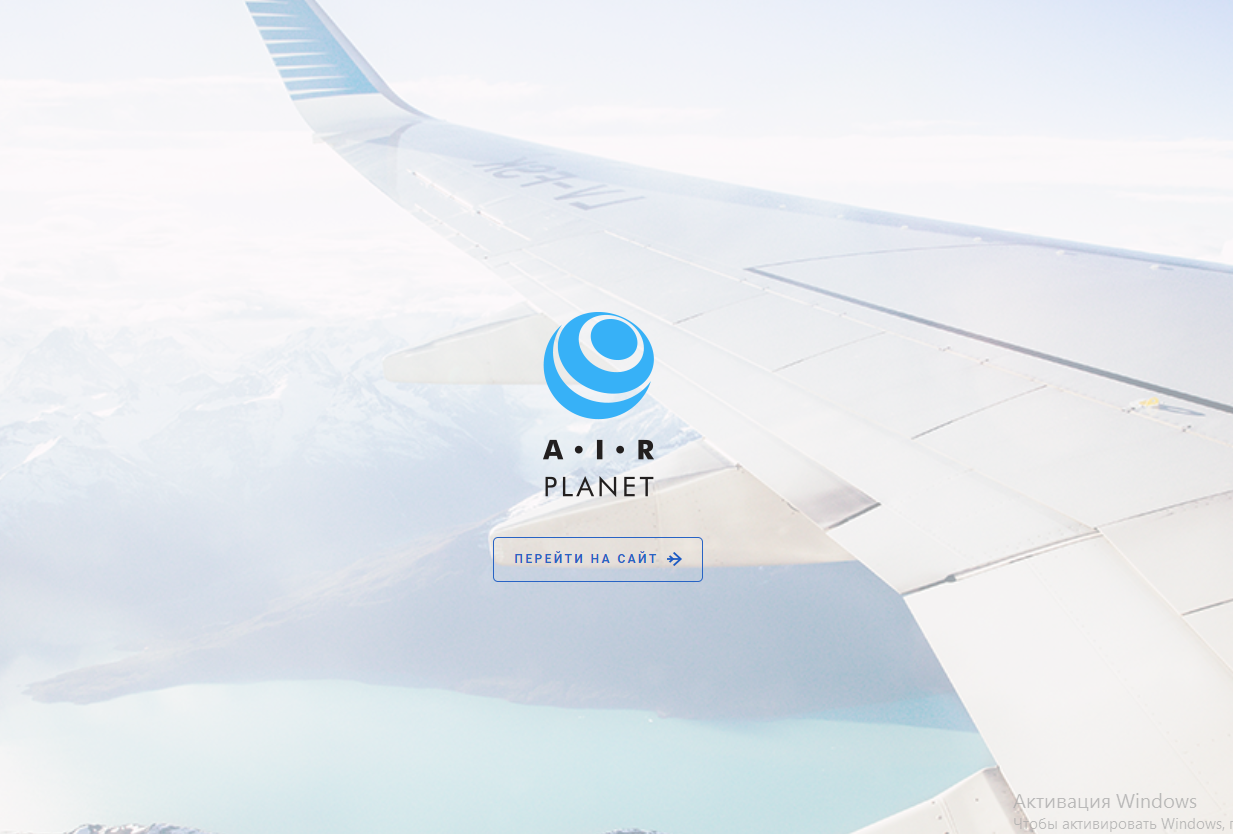 A·I·R
PLANET
ПЕРЕЙТИ НА САЙТ
Активация Windows
Чтобы активировать Windows,